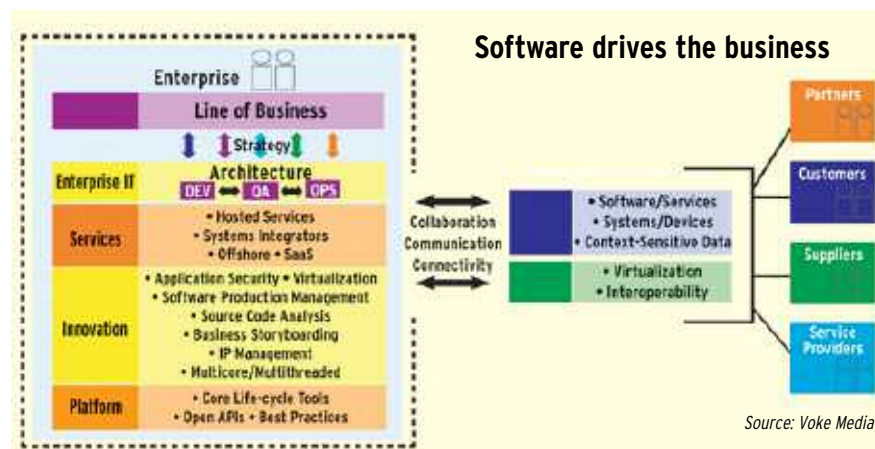 Software drives the business
Enterprise
Line of Business
Strategy
Enterprise IT
Architecture
DEV QA OPS
Services
• Hosted Services
• Systems Integrators
• Offshore • SaaS
Innovation
• Application Security • Virtualization
• Software Production Management
• Source Code Analysis
• Business Storyboarding
• IP Management
• Multicore/Multithreaded
Platform
• Core Life-cycle Tools
• Open APIs • Best Practices
Collaboration
Communication
Connectivity
• Software/Services
• Systems/Devices
• Context-Sensitive Data
• Virtualization
• Interoperability
Partners
Customers
Suppliers
Service
Providers
Source: Voke Media